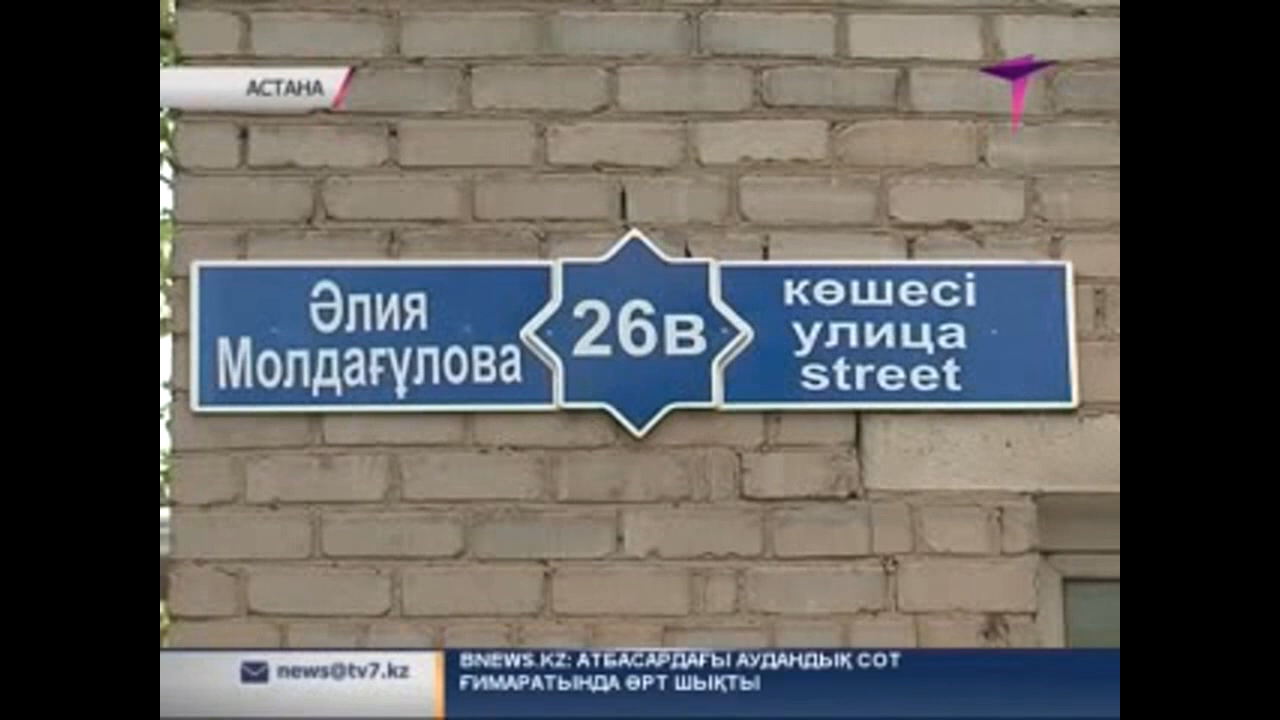 АСТАНА
Әлия
Молдағұлова
26в
көшесі
улица
street
news@tv7.kz
BNEWS.KZ: АТБАСАРДАҒЫ АУДАНДЫҚ СОТ
ҒИМАРАТЫНДА ӨРТ ШЫҚТЫ